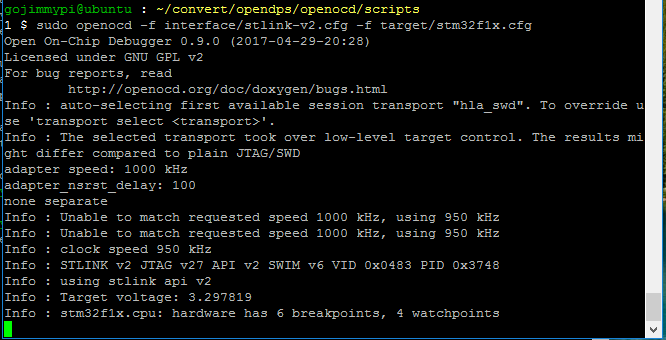 gojimmypi@ubuntu : ~/convert/opendps/openocd/scripts
1 $ sudo openocd -f interface/stlink-v2.cfg -f target/stm32f1x.cfg
Open On-Chip Debugger 0.9.0 (2017-04-29-20:28)
Licensed under GNU GPL v2
For bug reports, read
http://openocd.org/doc/doxygen/bugs.html
Info : auto-selecting first available session transport "hla_swd". To override u
se 'transport select <transport>'.
Info : The selected transport took over low-level target control. The results mi
ght differ compared to plain JTAG/SWD
adapter speed: 1000 kHz
adapter_nsrst_delay: 100
none separate
Info : Unable to match requested speed 1000 kHz, using 950 kHz
Info : Unable to match requested speed 1000 kHz, using 950 kHz
Info : clock speed 950 kHz
Info : STLINK v2 JTAG v27 API v2 SWIM v6 VID 0x0483 PID 0x3748
Info : using stlink api v2
Info : Target voltage: 3.297819
Info : stm32f1x.cpu: hardware has 6 breakpoints, 4 watchpoints